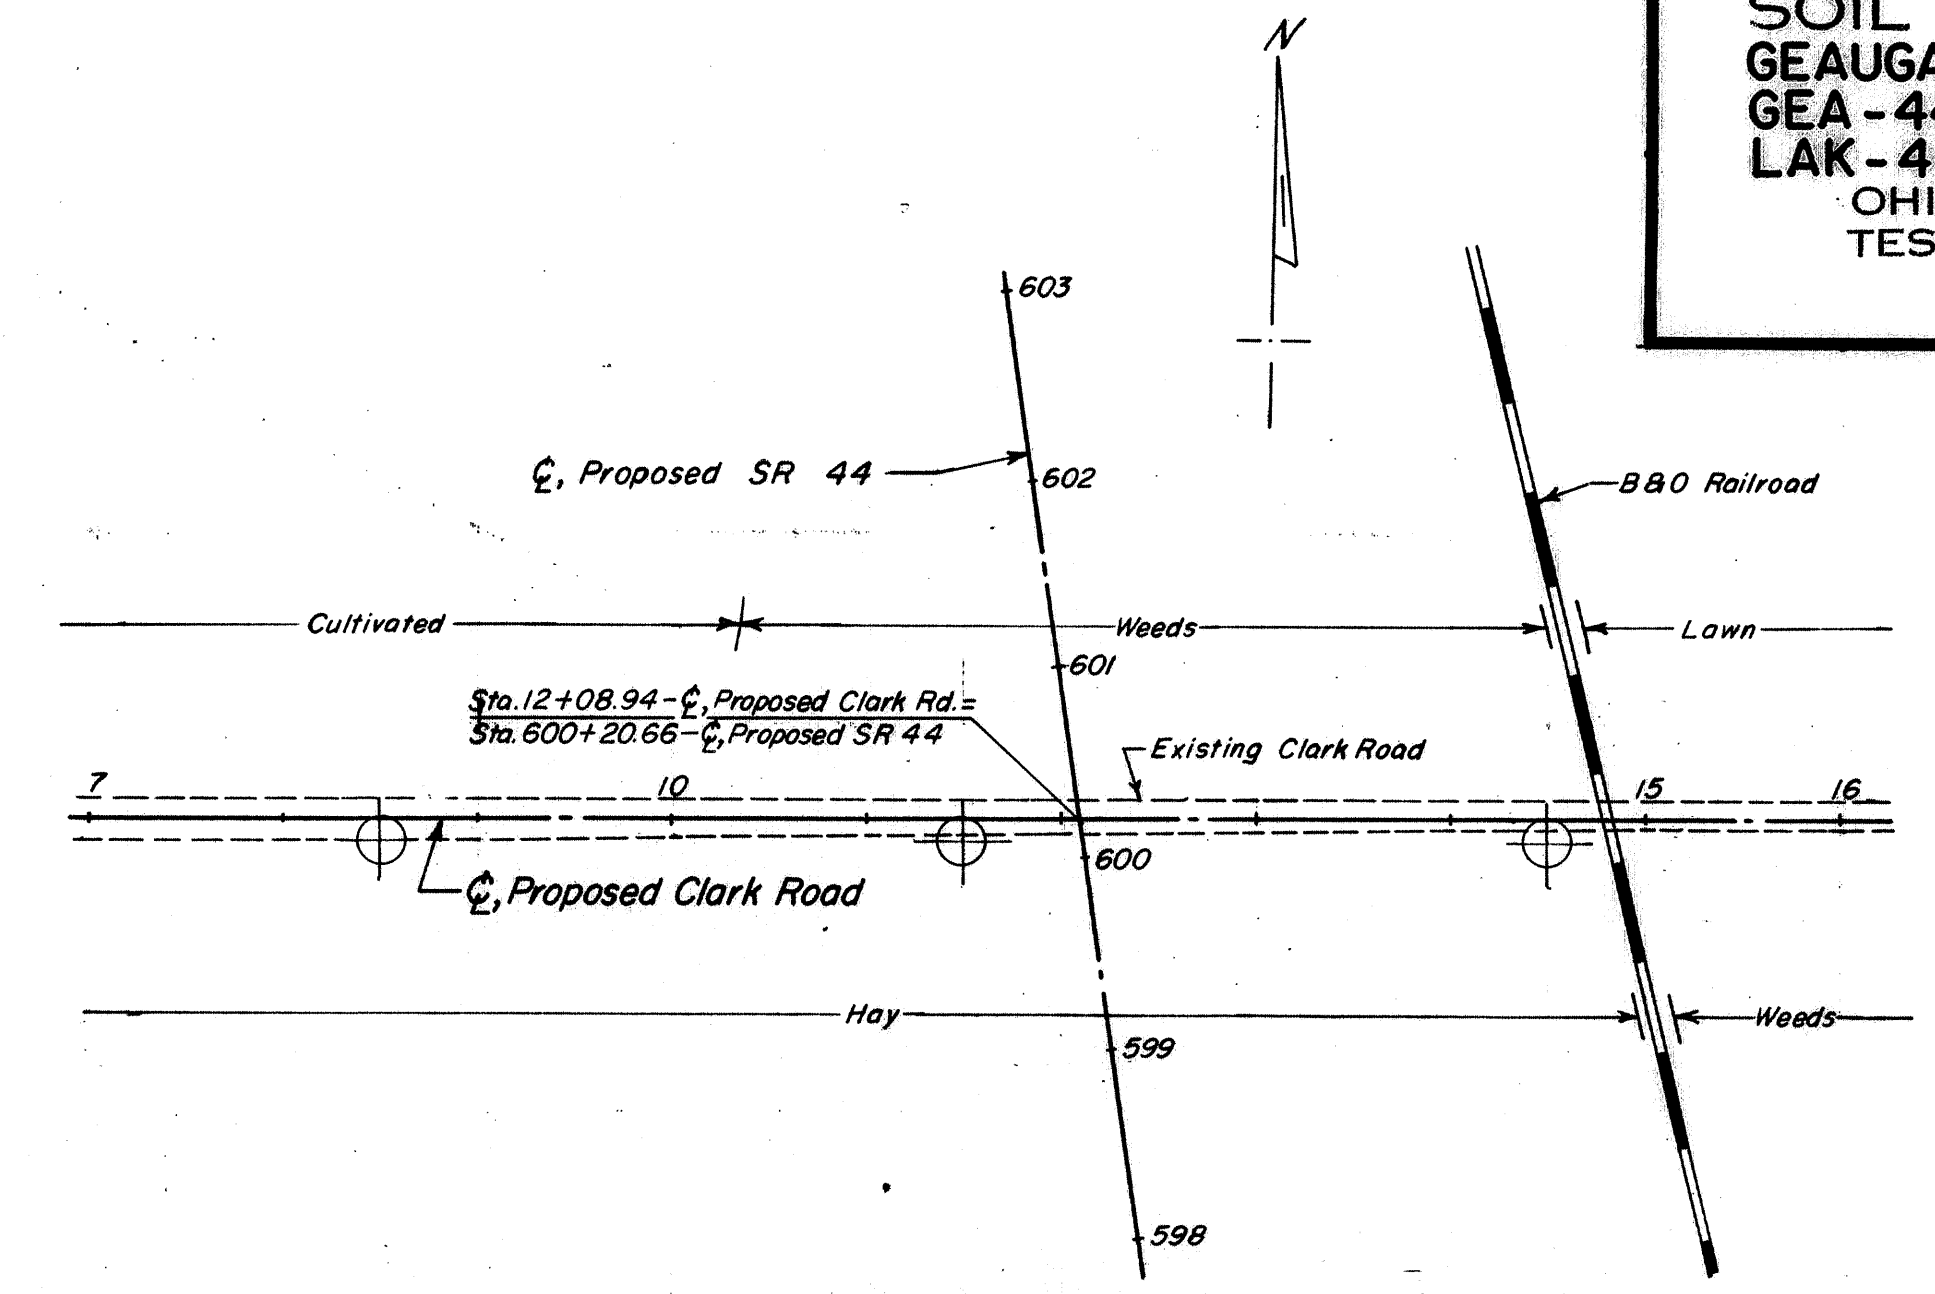 SOIL
GEAUGA
GEA - 44
LAK - 4
OHI
TES
N
603
℄, Proposed SR 44
602
B&O Railroad
Cultivated
Weeds
Lawn
601
Sta. 12+08.94-℄, Proposed Clark Rd. =
Sta. 600+20.66-℄, Proposed SR 44
Existing Clark Road
7
10
15
16
600
℄, Proposed Clark Road
Hay
Weeds
599
598